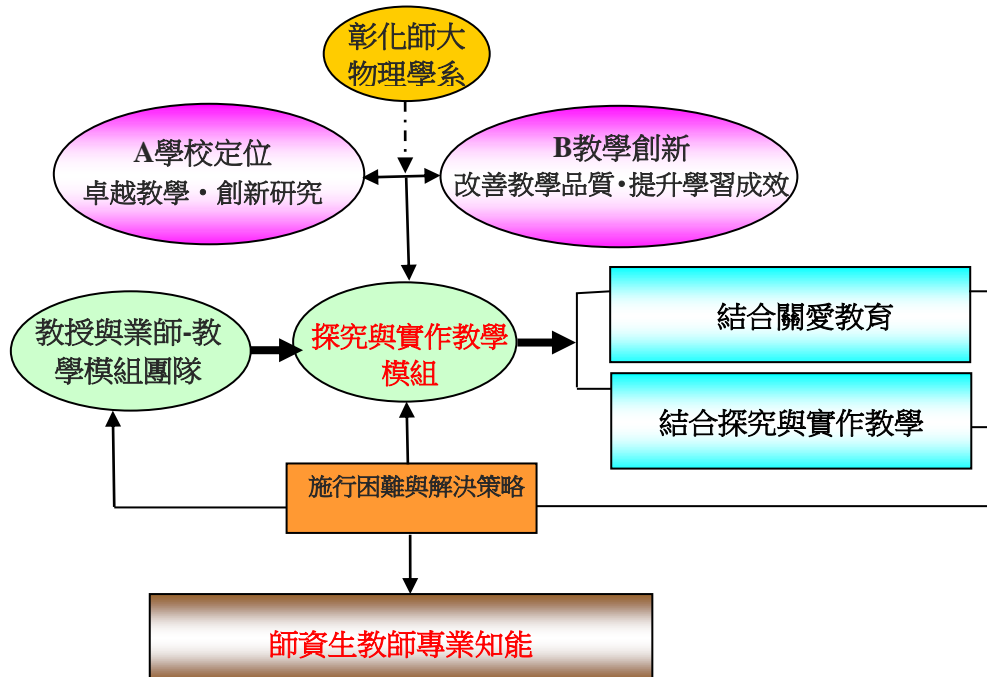 彰化師大
物理學系
A學校定位
卓越教學・創新研究
B教學創新
改善教學品質･提升學習成效
教授與業師-教
學模組團隊
探究與實作教學
模組
結合關愛教育
結合探究與實作教學
施行困難與解決策略
師資生教師專業知能